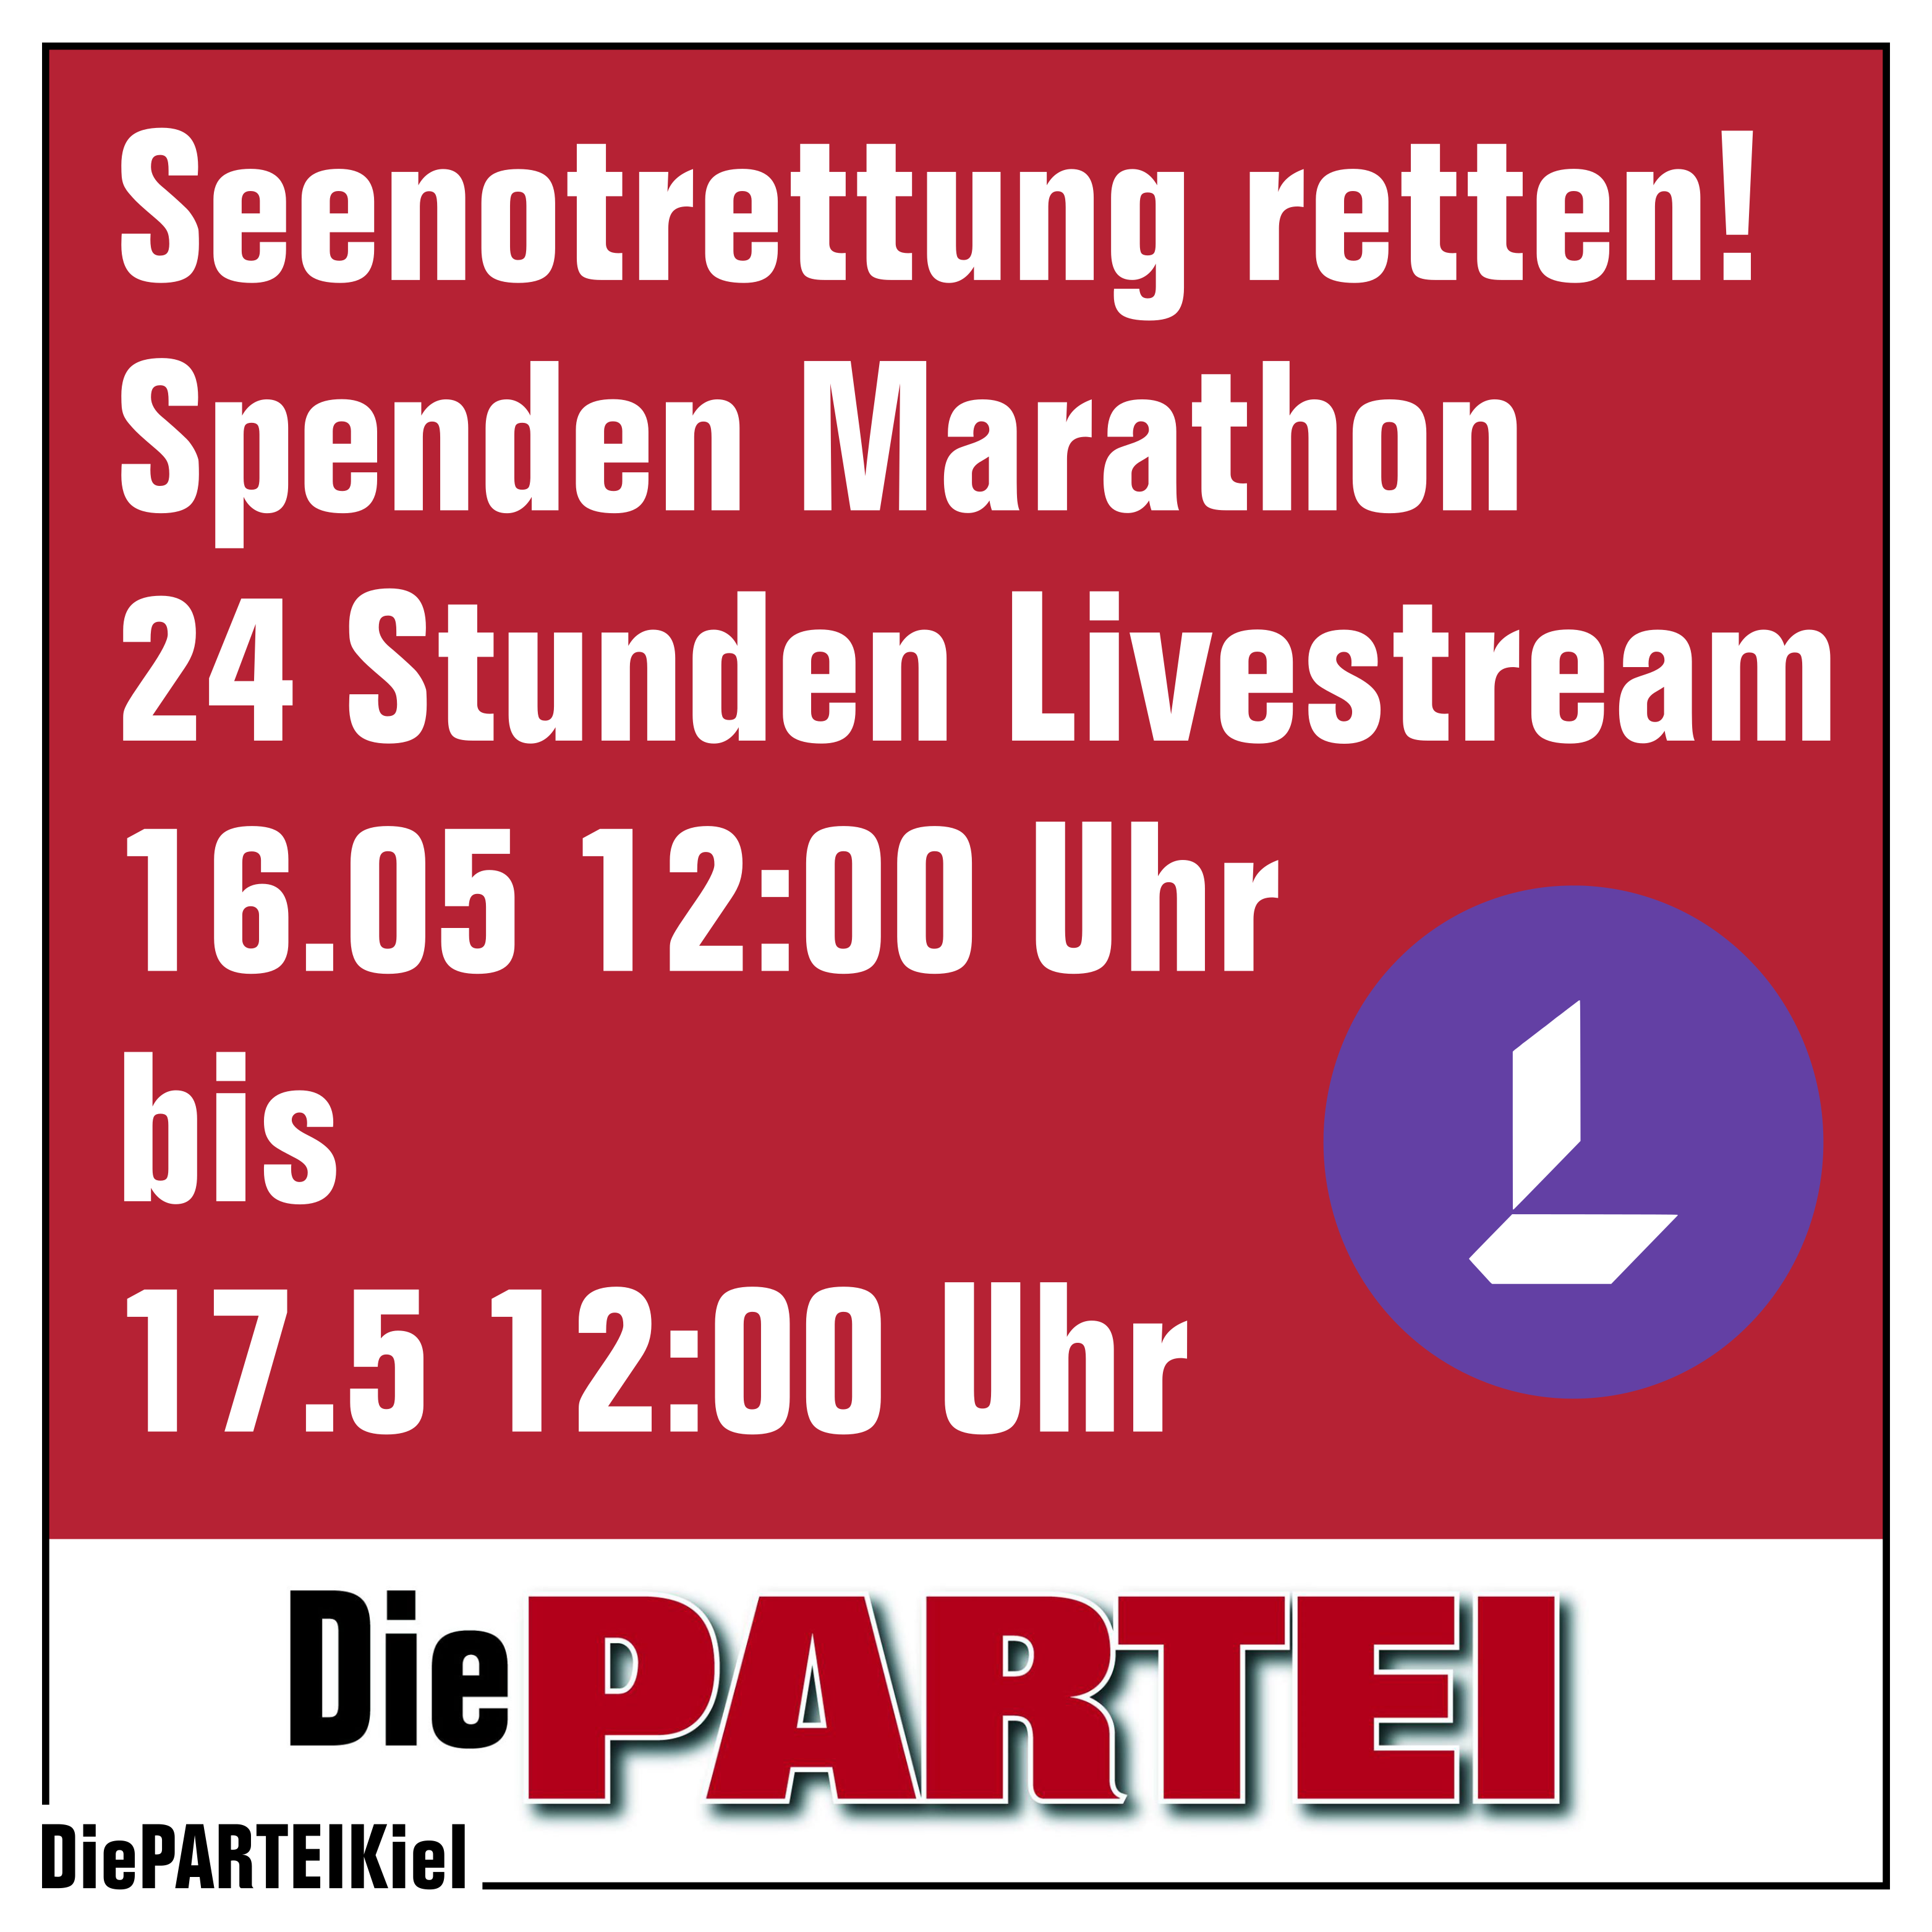 Seenotrettung retten!
Spenden Marathon
24 Stunden Livestream
16.05 12:00 Uhr
bis
17.5 12:00 Uhr
L
Die PARTEI
DiePARTEIKiel